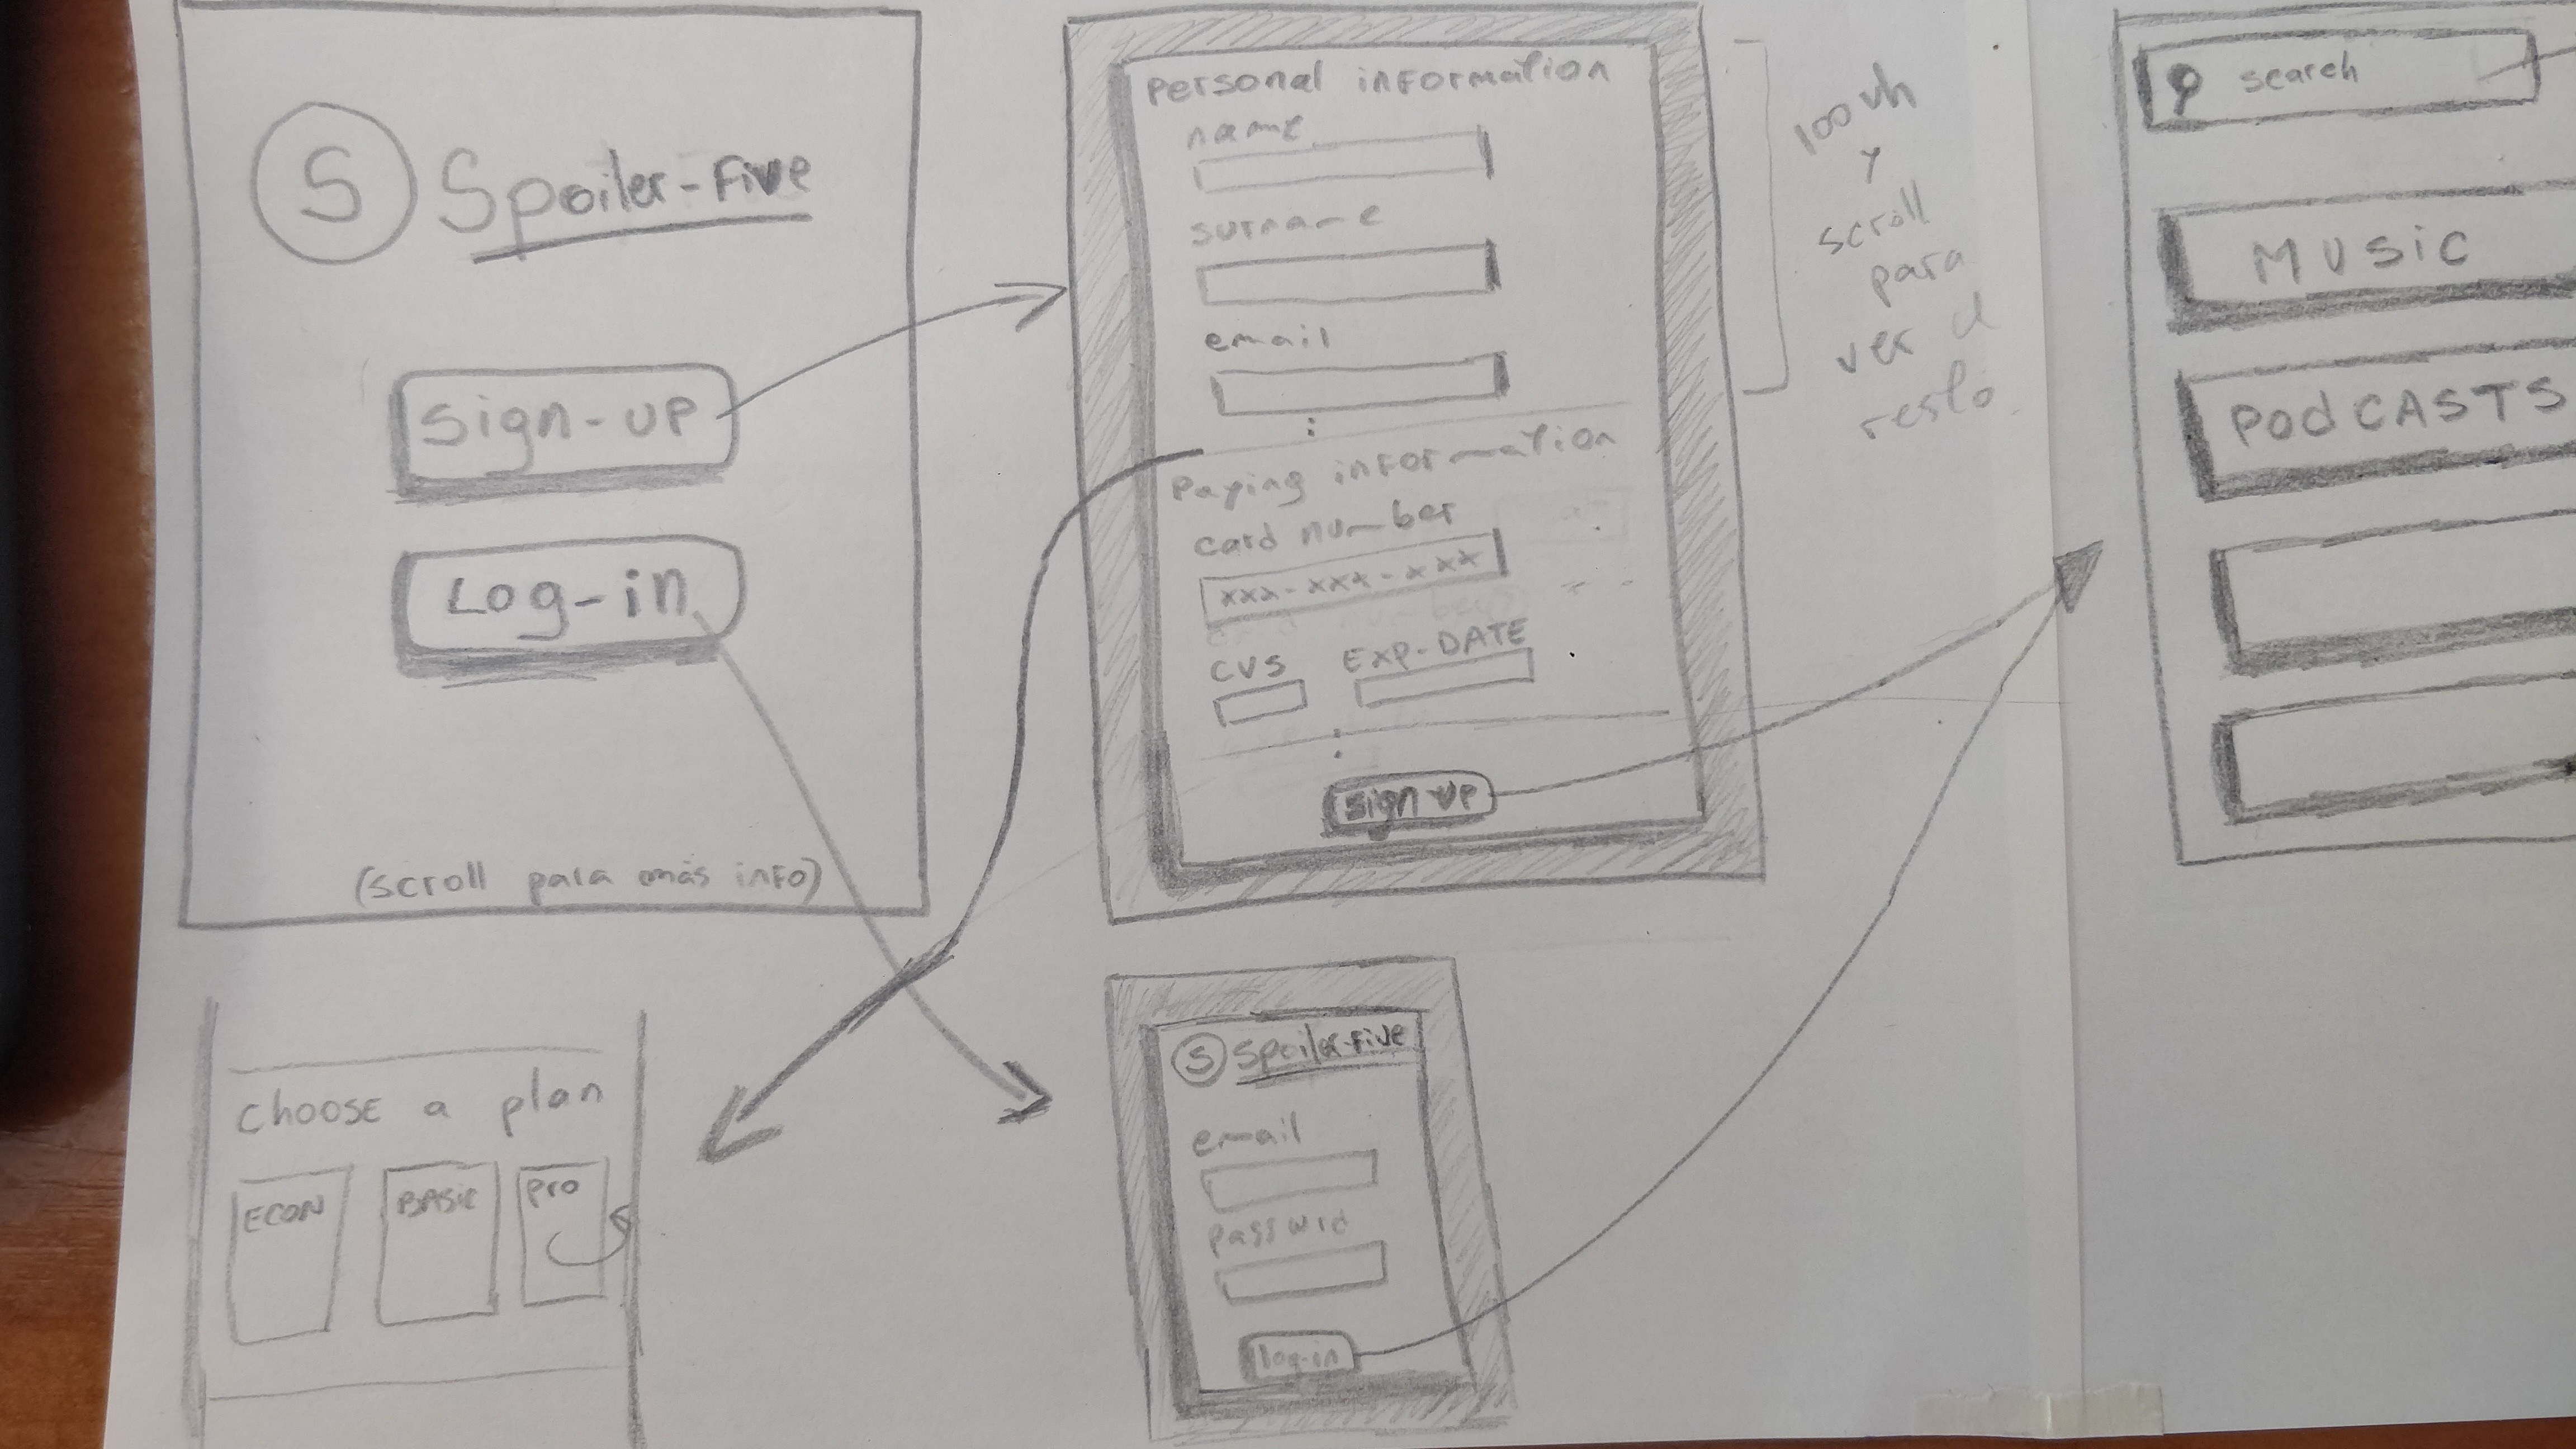 S Spoiler-Five
Sign-up
Log-in
(scroll para más info)
Personal information
name
surname
email
:
Paying information
card number
xxx-xxx-xxx
CVS EXP-DATE
:
sign up
100vh
y
scroll
para
ver el
resto.
search
MUSIC
PODCASTS
choose a plan
ECON BASIC pro
S Spoiler-Five
email
passwrd
log-in